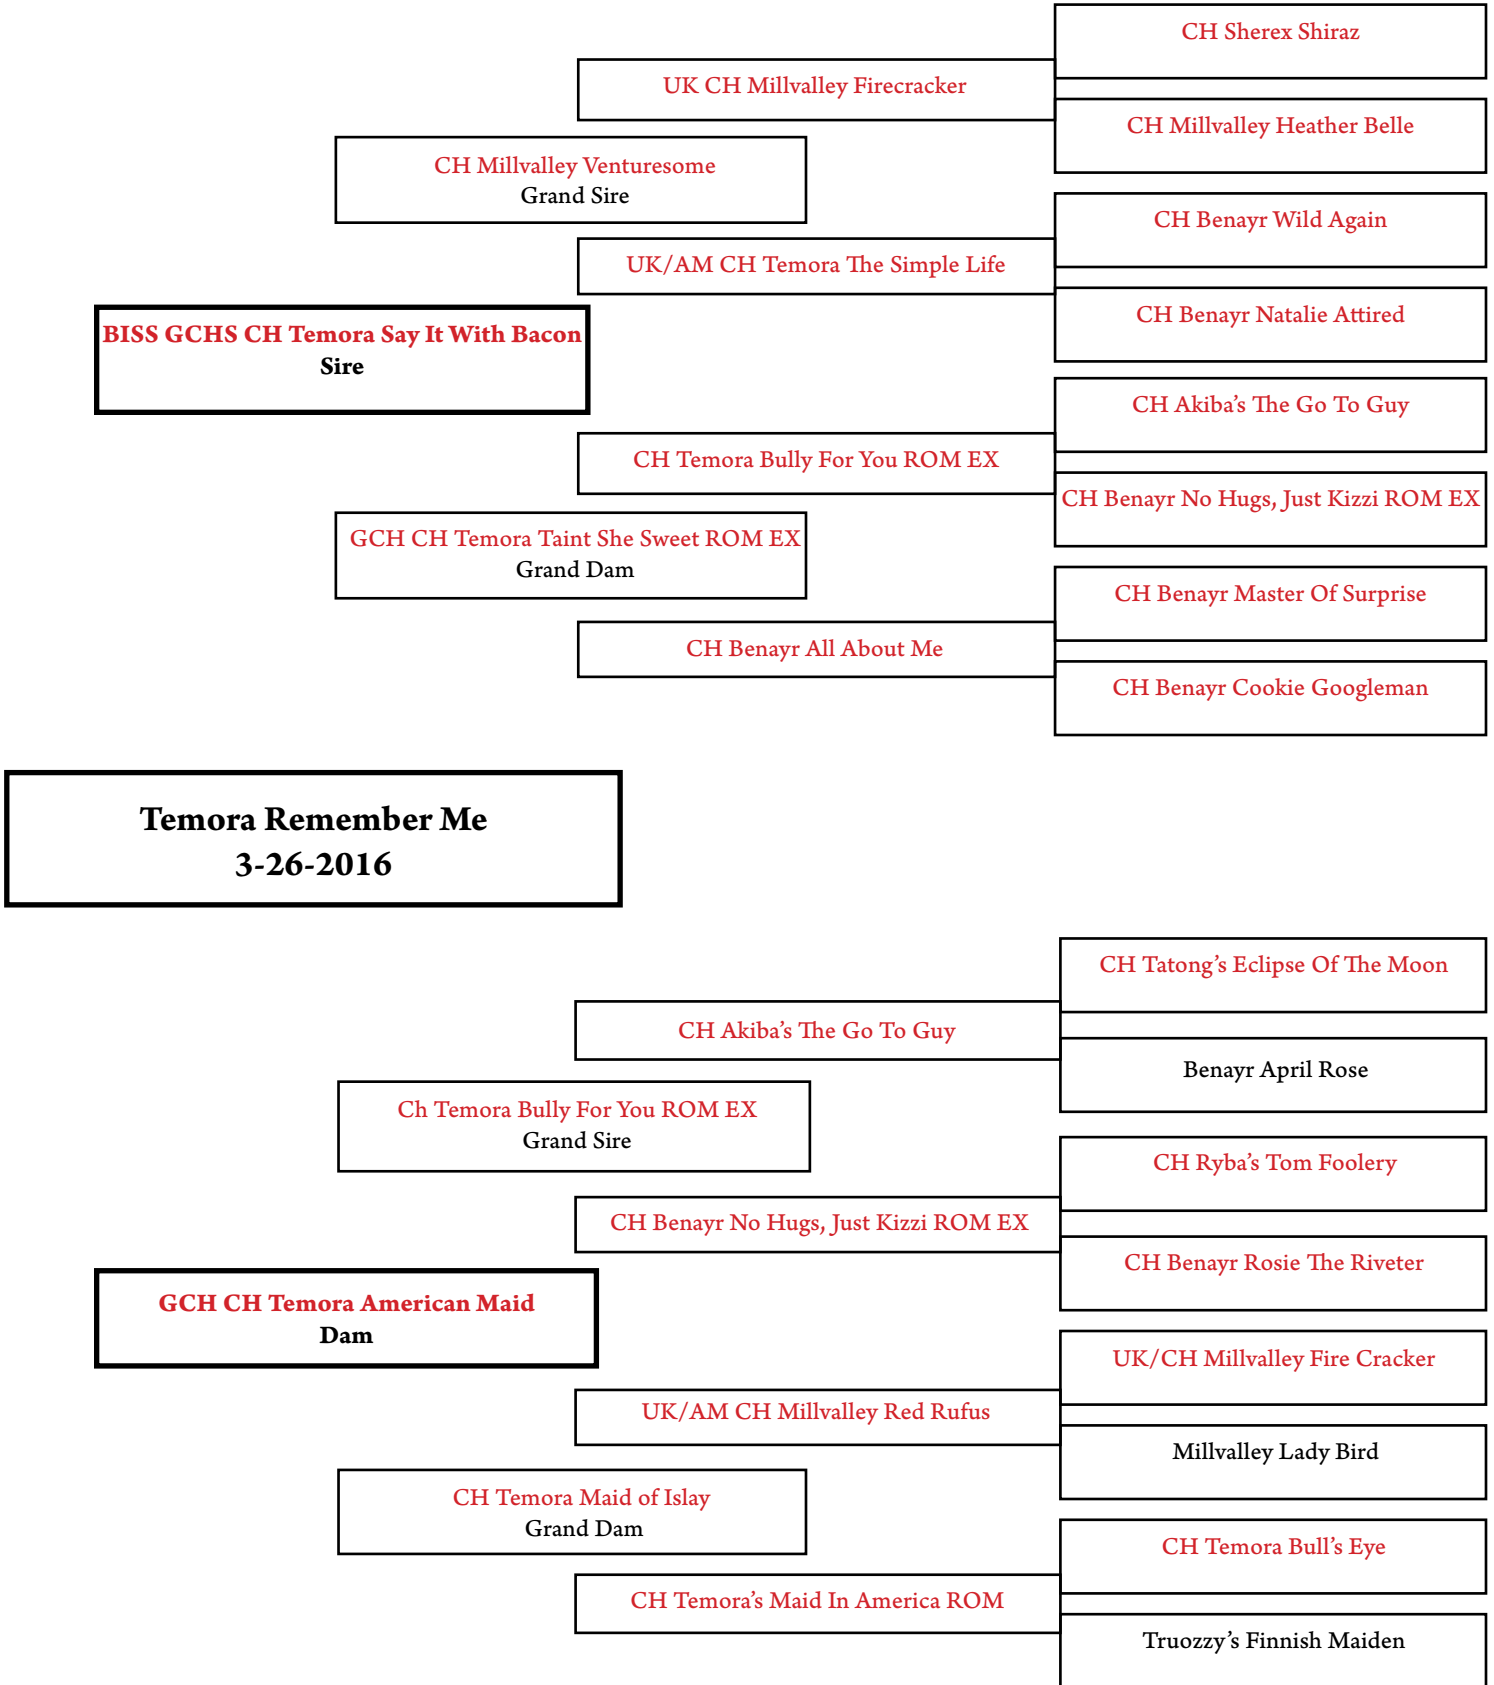 CH Sherex Shiraz
UK CH Millvalley Firecracker
CH Millvalley Heather Belle
CH Millvalley Venturesome
Grand Sire
CH Benayr Wild Again
UK/AM CH Temora The Simple Life
CH Benayr Natalie Attired
BISS GCHS CH Temora Say It With Bacon
Sire
CH Akiba’s The Go To Guy
CH Temora Bully For You ROM EX
CH Benayr No Hugs, Just Kizzi ROM EX
GCH CH Temora Taint She Sweet ROM EX
Grand Dam
CH Benayr Master Of Surprise
CH Benayr All About Me
CH Benayr Cookie Googleman
Temora Remember Me
3-26-2016
CH Tatong’s Eclipse Of The Moon
CH Akiba’s The Go To Guy
Benayr April Rose
Ch Temora Bully For You ROM EX
Grand Sire
CH Ryba’s Tom Foolery
CH Benayr No Hugs, Just Kizzi ROM EX
CH Benayr Rosie The Riveter
GCH CH Temora American Maid
Dam
UK/CH Millvalley Fire Cracker
UK/AM CH Millvalley Red Rufus
Millvalley Lady Bird
CH Temora Maid of Islay
Grand Dam
CH Temora Bull’s Eye
CH Temora’s Maid In America ROM
Truozzy’s Finnish Maiden